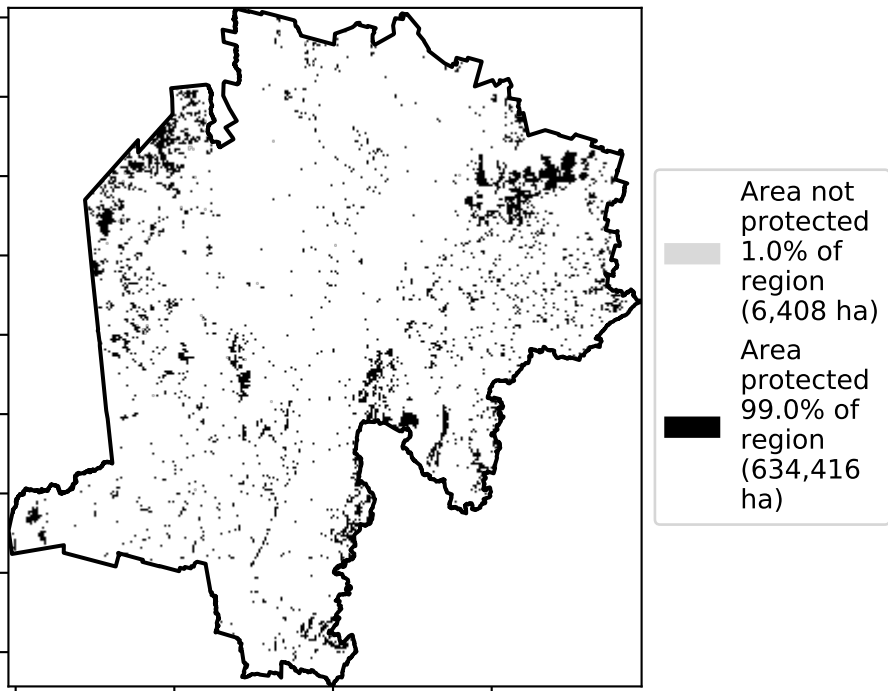 Area not
protected
1.0% of
region
(6,408 ha)
Area
protected
99.0% of
region
(634,416
ha)